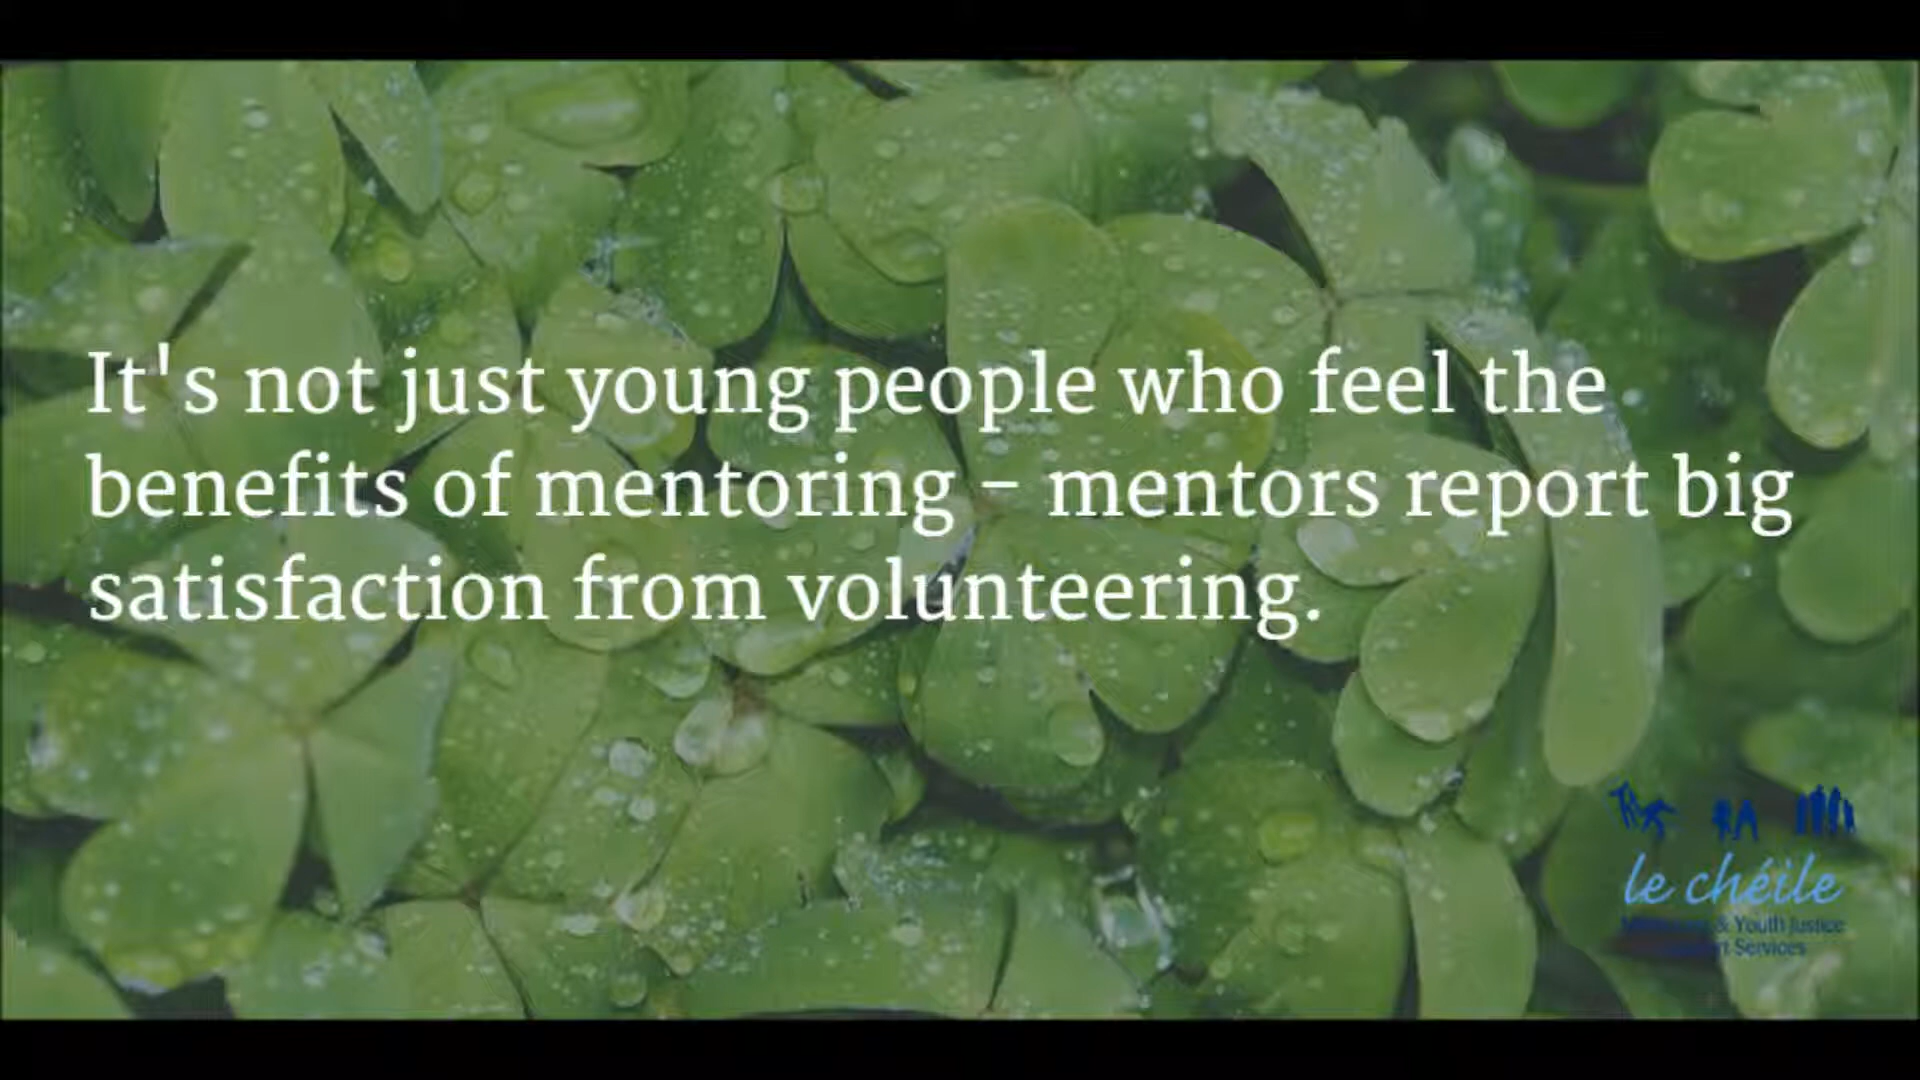 It's not just young people who feel the
benefits of mentoring - mentors report big
satisfaction from volunteering.
le chéile
& Youth Justice
Services